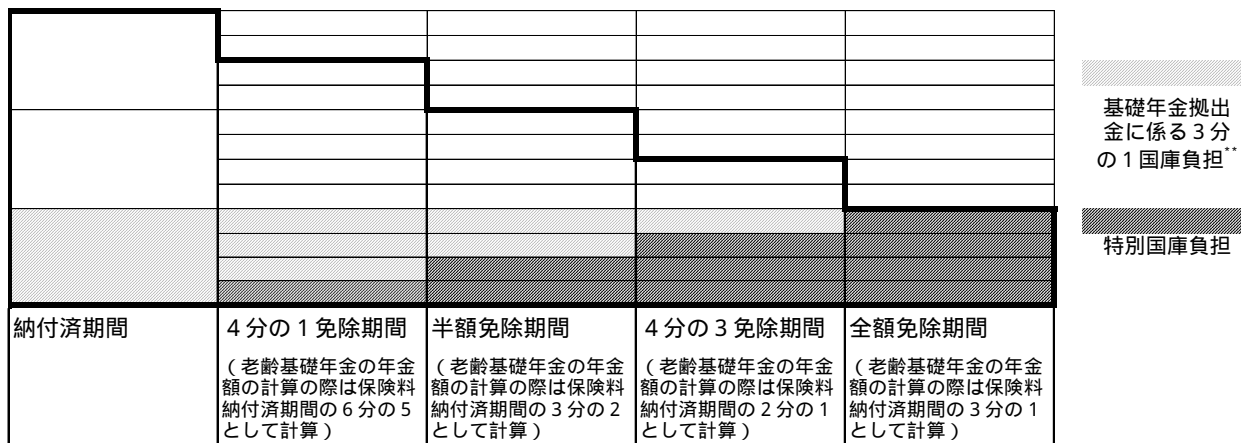 基礎年金拠出
金に係る３分
の１国庫負担**
特別国庫負担
納付済期間
４分の１免除期間
（老齢基礎年金の年金
額の計算の際は保険料
納付済期間の６分の５
として計算）
半額免除期間
（老齢基礎年金の年金
額の計算の際は保険料
納付済期間の３分の２
として計算）
４分の３免除期間
（老齢基礎年金の年金
額の計算の際は保険料
納付済期間の２分の１
として計算）
全額免除期間
（老齢基礎年金の年金
額の計算の際は保険料
納付済期間の３分の１
として計算）